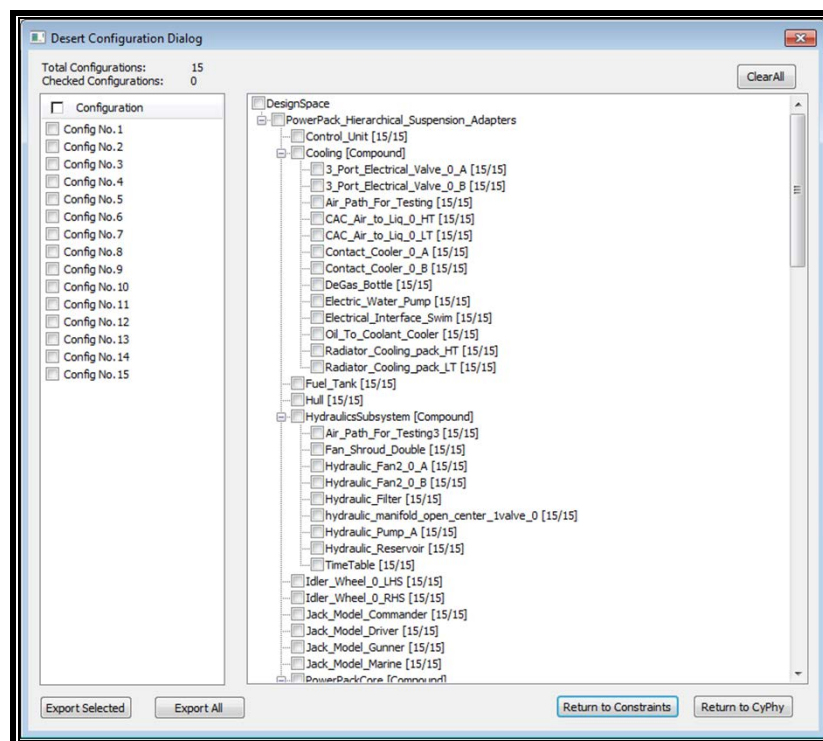 Desert Configuration Dialog
Total Configurations: 15
Checked Configurations: 0
Clear All
Configuration
Config No. 1
Config No. 2
Config No. 3
Config No. 4
Config No. 5
Config No. 6
Config No. 7
Config No. 8
Config No. 9
Config No. 10
Config No. 11
Config No. 12
Config No. 13
Config No. 14
Config No. 15
DesignSpace
PowerPack_Hierarchical_Suspension_Adapters
Control_Unit [15/15]
Cooling [Compound]
3_Port_Electrical_Valve_0_A [15/15]
3_Port_Electrical_Valve_0_B [15/15]
Air_Path_For_Testing [15/15]
CAC_Air_to_Liq_0_HT [15/15]
CAC_Air_to_Liq_0_LT [15/15]
Contact_Cooler_0_A [15/15]
Contact_Cooler_0_B [15/15]
DeGas_Bottle [15/15]
Electric_Water_Pump [15/15]
Electrical_Interface_Swim [15/15]
Oil_To_Coolant_Cooler [15/15]
Radiator_Cooling_pack_HT [15/15]
Radiator_Cooling_pack_LT [15/15]
Fuel_Tank [15/15]
Hull [15/15]
HydraulicsSubsystem [Compound]
Air_Path_For_Testing3 [15/15]
Fan_Shroud_Double [15/15]
Hydraulic_Fan2_0_A [15/15]
Hydraulic_Fan2_0_B [15/15]
Hydraulic_Filter [15/15]
hydraulic_manifold_open_center_1valve_0 [15/15]
Hydraulic_Pump_A [15/15]
Hydraulic_Reservoir [15/15]
TimeTable [15/15]
Idler_Wheel_0_LHS [15/15]
Idler_Wheel_0_RHS [15/15]
Jack_Model_Commander [15/15]
Jack_Model_Driver [15/15]
Jack_Model_Gunner [15/15]
Jack_Model_Marine [15/15]
PowerPackCore [Compound]
Export Selected
Export All
Return to Constraints
Return to CyPhy